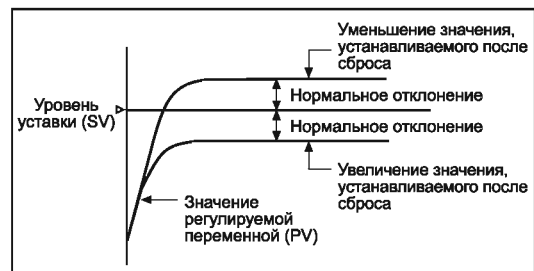 Уменьшение значения,
устанавливаемого после
сброса
Нормальное отклонение
Уровень
уставки (SV)
Нормальное отклонение
Увеличение значения,
устанавливаемого после
сброса
Значение
регулируемой
переменной (PV)